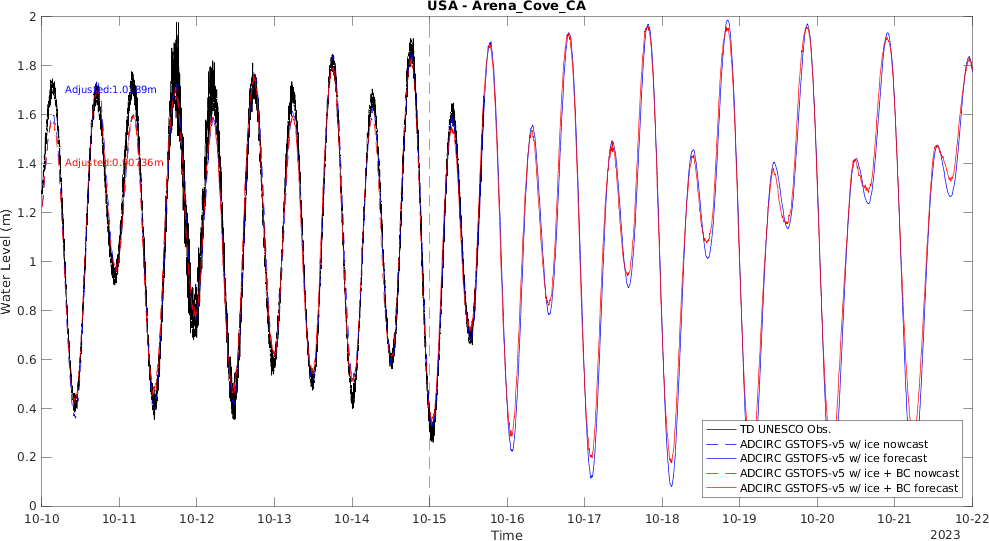 USA - Arena_Cove_CA
2
1.8
1.6
1.4
1.2
1
0.8
0.6
0.4
0.2
0
Water Level (m)
Adjusted:
Adjusted:
TD UNESCO Obs.
ADCIRC GSTOFS-v5 w/ ice nowcast
ADCIRC GSTOFS-v5 w/ ice forecast
ADCIRC GSTOFS-v5 w/ ice + BC nowcast
ADCIRC GSTOFS-v5 w/ ice + BC forecast
10-10 10-11 10-12 10-13 10-14 10-15 10-16 10-17 10-18 10-19 10-20 10-21 10-22
Time
2023